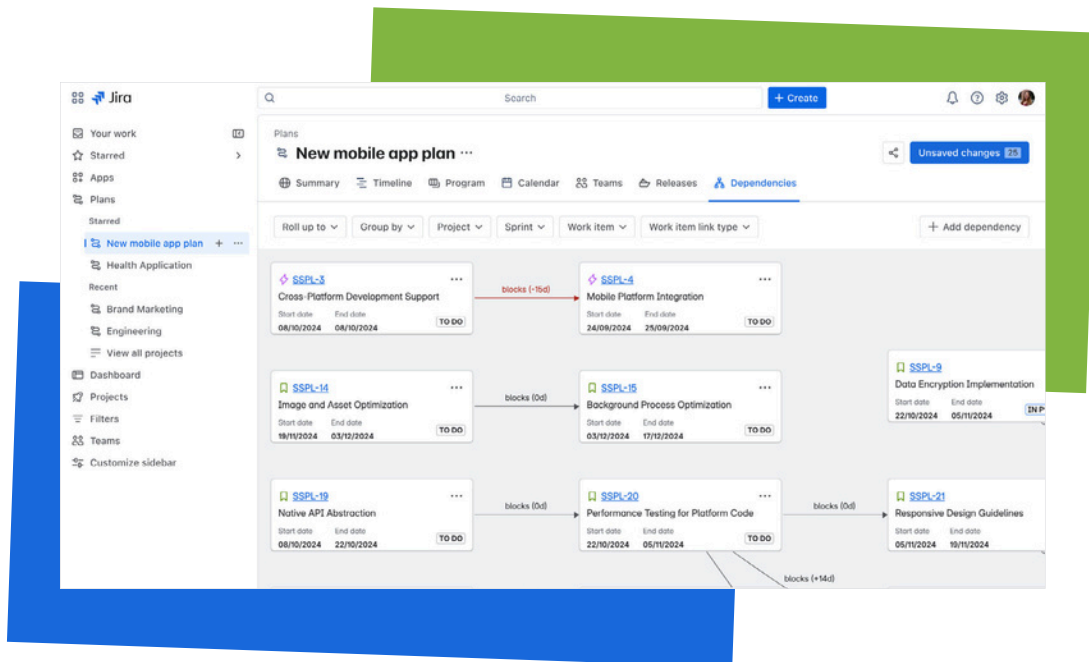 Jira
Search
+ Create
Your work
Starred
Apps
Plans
Starred
New mobile app plan
Health Application
Recent
Brand Marketing
Engineering
View all projects
Dashboard
Projects
Filters
Teams
Customize sidebar
Plans
New mobile app plan ···
Unsaved changes 25
Summary Timeline Program Calendar Teams Releases Dependencies
Roll up to Group by Project Sprint Work item Work item link type + Add dependency
SSPL-3
Cross-Platform Development Support
Start date End date
08/10/2024 08/10/2024 TO DO
blocks (-15d)
SSPL-4
Mobile Platform Integration
Start date End date
24/09/2024 25/09/2024 TO DO
SSPL-14
Image and Asset Optimization
Start date End date
19/11/2024 03/12/2024 TO DO
blocks (0d)
SSPL-15
Background Process Optimization
Start date End date
03/12/2024 17/12/2024 TO DO
SSPL-9
Data Encryption Implementation
Start date End date
22/10/2024 05/11/2024 IN P
SSPL-19
Native API Abstraction
Start date End date
08/10/2024 22/10/2024 TO DO
blocks (0d)
SSPL-20
Performance Testing for Platform Code
Start date End date
22/10/2024 05/11/2024 TO DO
blocks (0d)
SSPL-21
Responsive Design Guidelines
Start date End date
05/11/2024 19/11/2024
blocks (+14d)